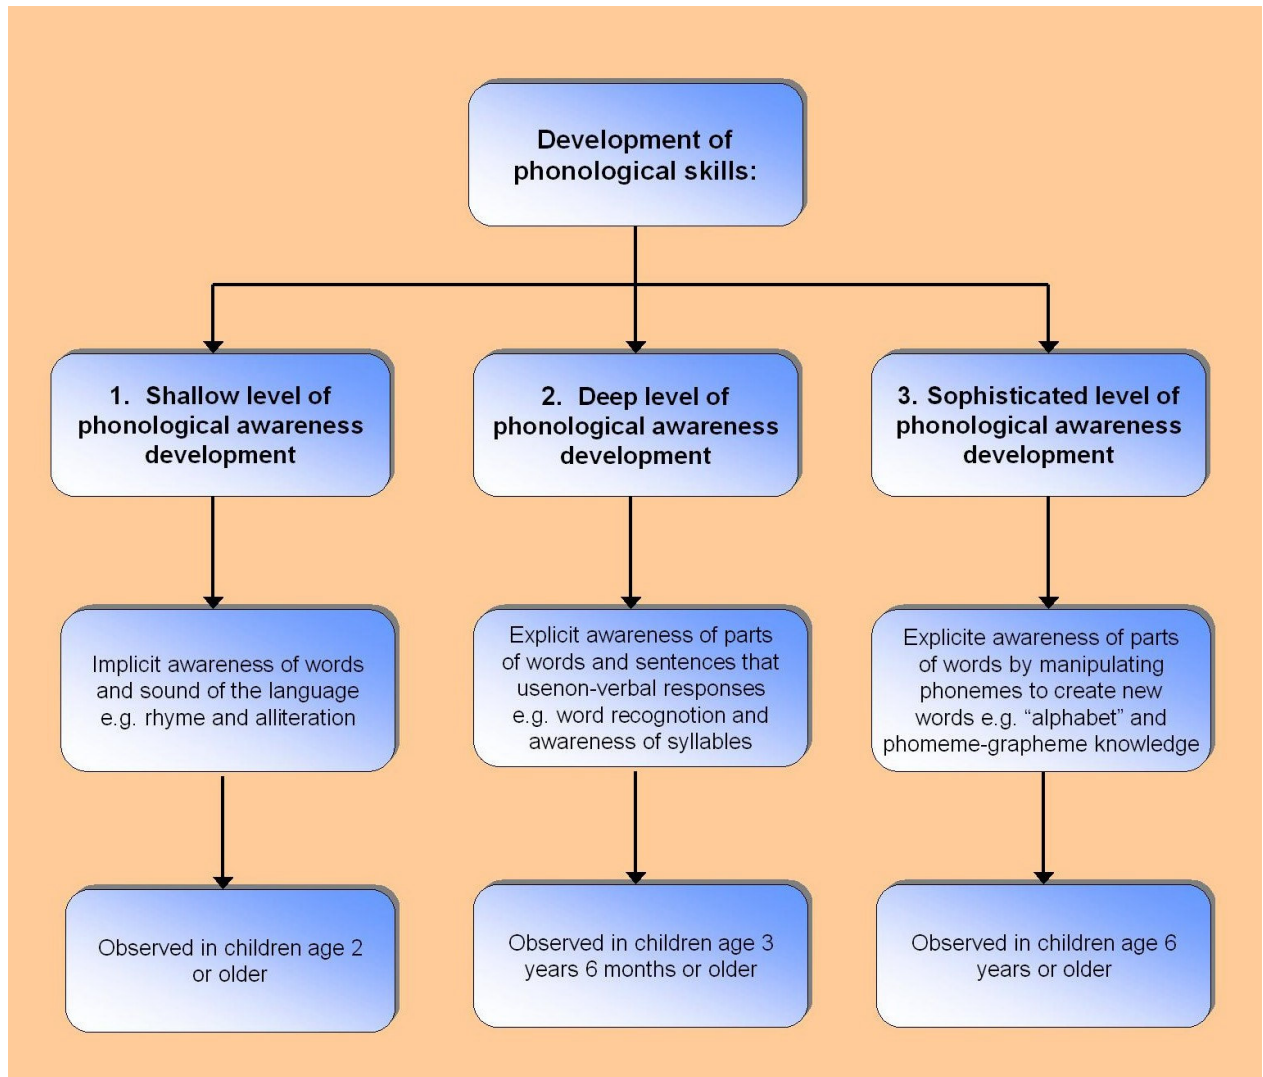 Development of
phonological skills:
1. Shallow level of
phonological awareness
development
2. Deep level of
phonological awareness
development
3. Sophisticated level of
phonological awareness
development
Implicit awareness of words
and sound of the language
e.g. rhyme and alliteration
Explicit awareness of parts
of words and sentences that
usenon-verbal responses
e.g. word recognotion and
awareness of syllables
Explicite awareness of parts
of words by manipulating
phonemes to create new
words e.g. “alphabet” and
phomeme-grapheme knowledge
Observed in children age 2
or older
Observed in children age 3
years 6 months or older
Observed in children age 6
years or older